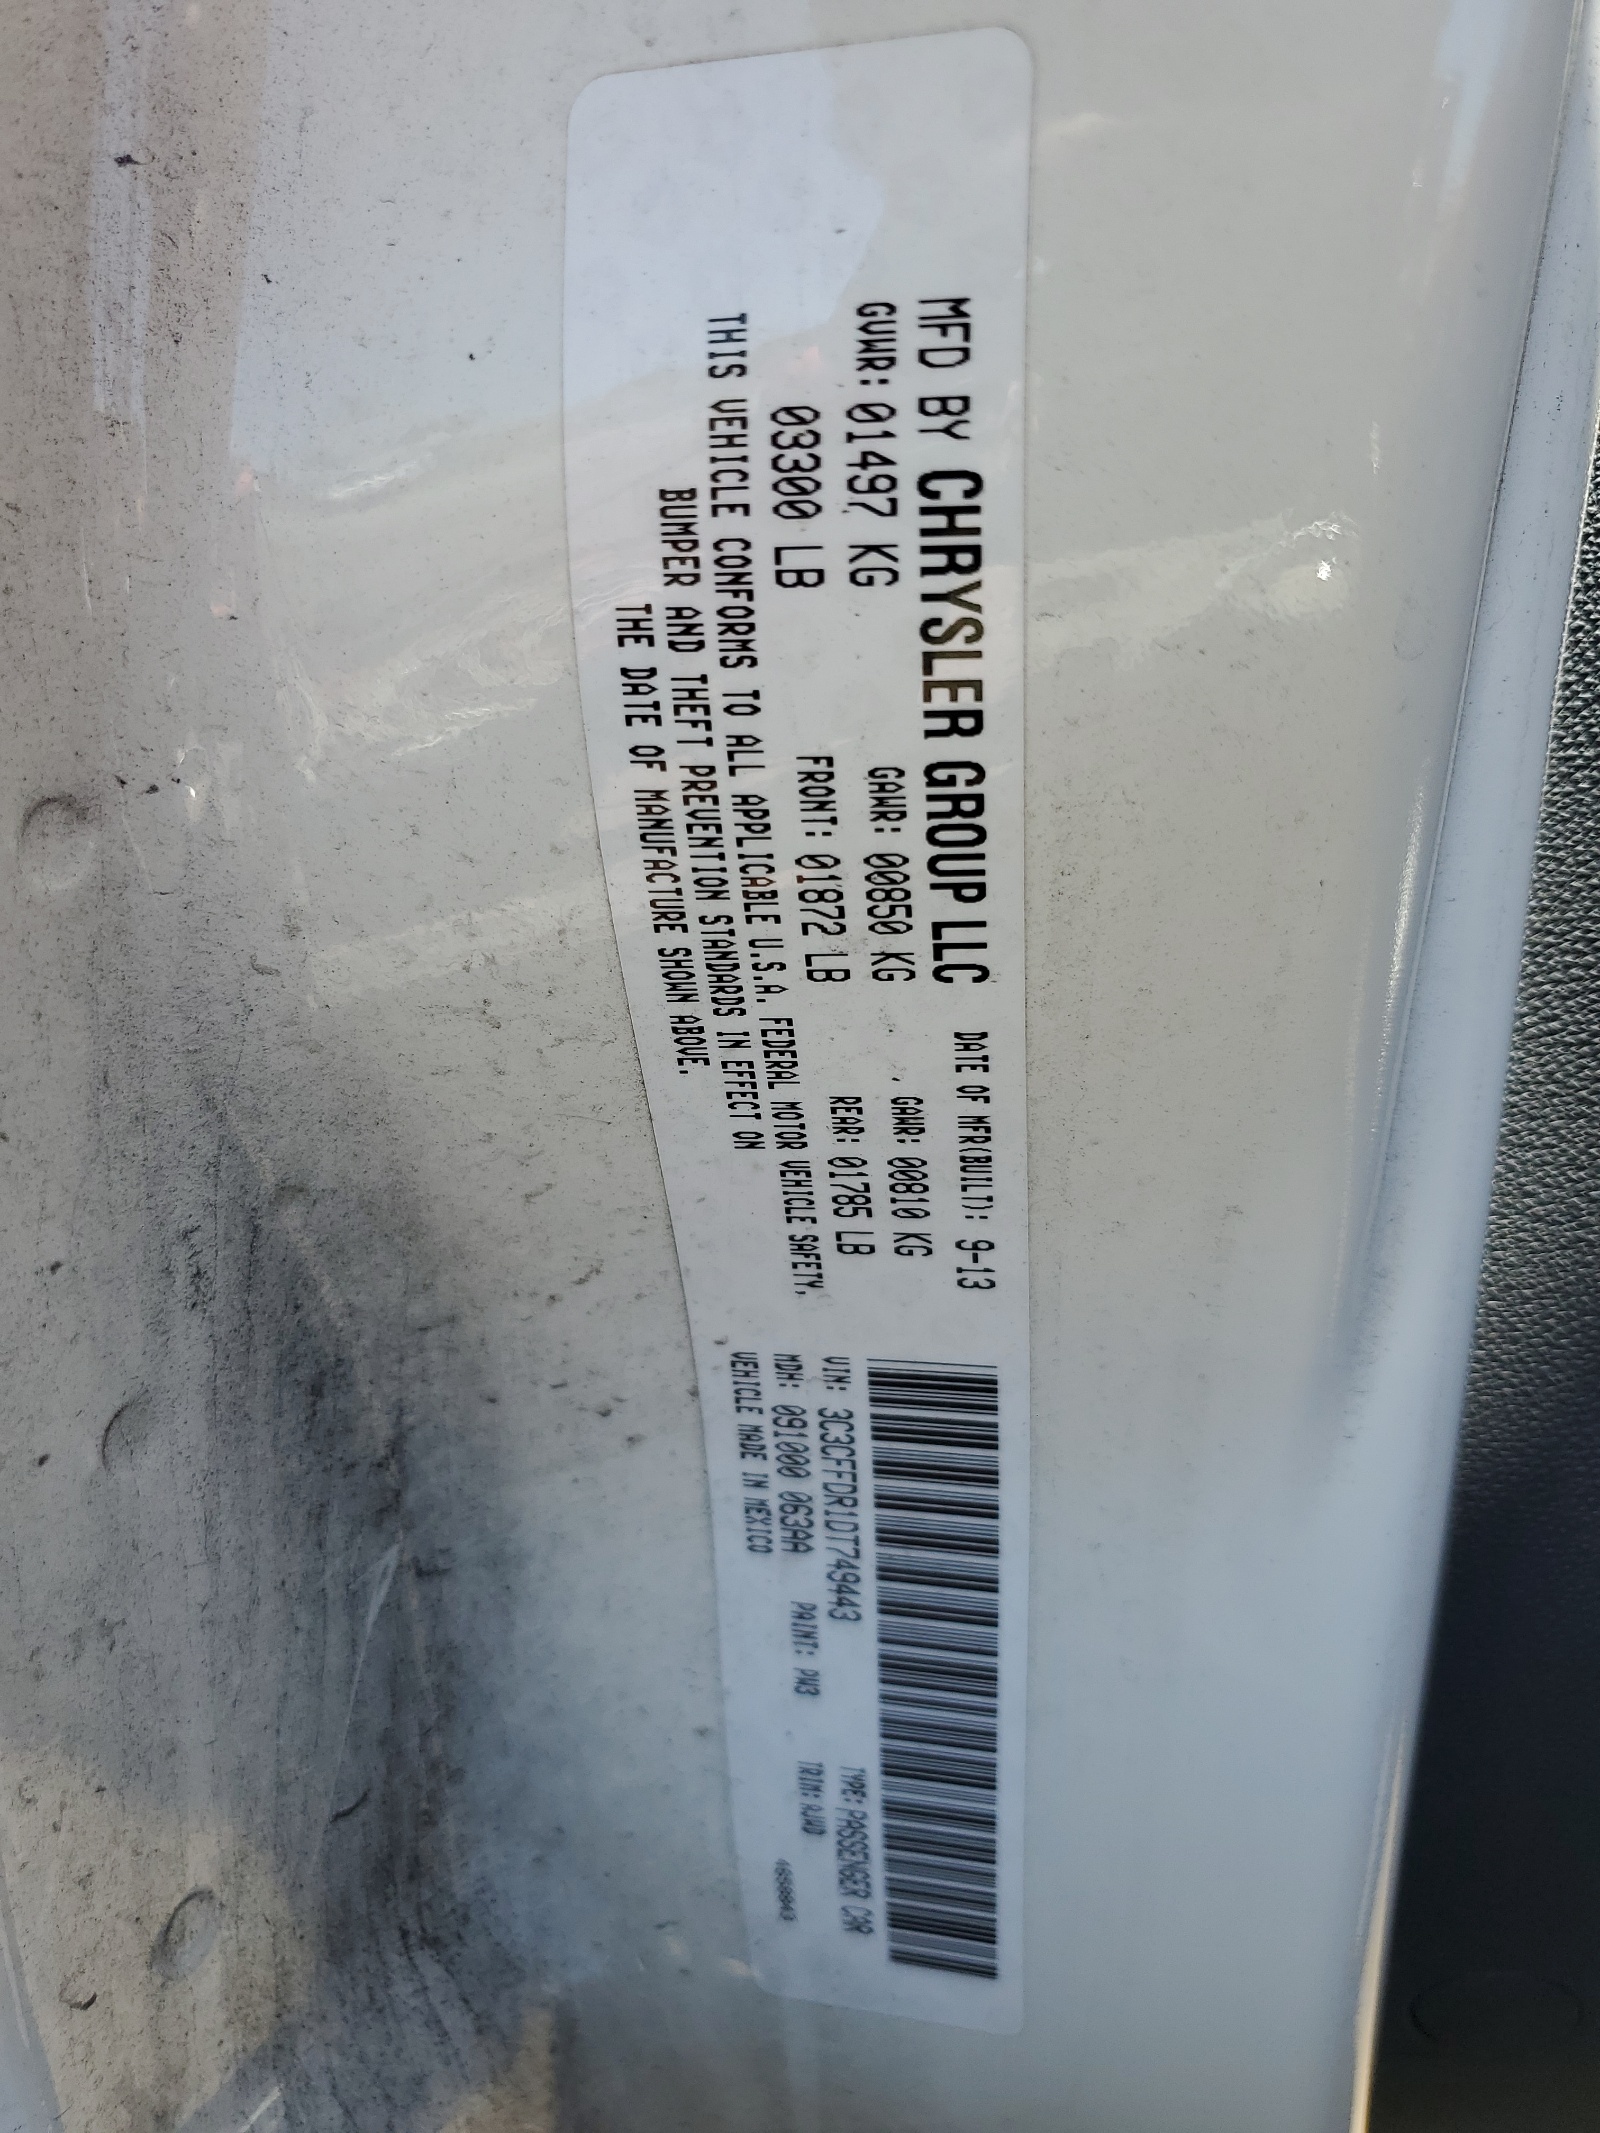 MFD BY CHRYSLER GROUP LLC DATE OF MFR(BUILT): 9-13
GVWR: 01497 KG GAWR: 00850 KG GAWR: 00810 KG
03300 LB FRONT: 01872 LB REAR: 01785 LB
THIS VEHICLE CONFORMS TO ALL APPLICABLE U.S.A. FEDERAL MOTOR VEHICLE SAFETY,
BUMPER AND THEFT PREVENTION STANDARDS IN EFFECT ON
THE DATE OF MANUFACTURE SHOWN ABOVE.
VIN: 3C3CFFDR1DT749443 TYPE: PASSENGER CAR
MDH: 091000 063AA PAINT: PW3 TRIM:
VEHICLE MADE IN MEXICO